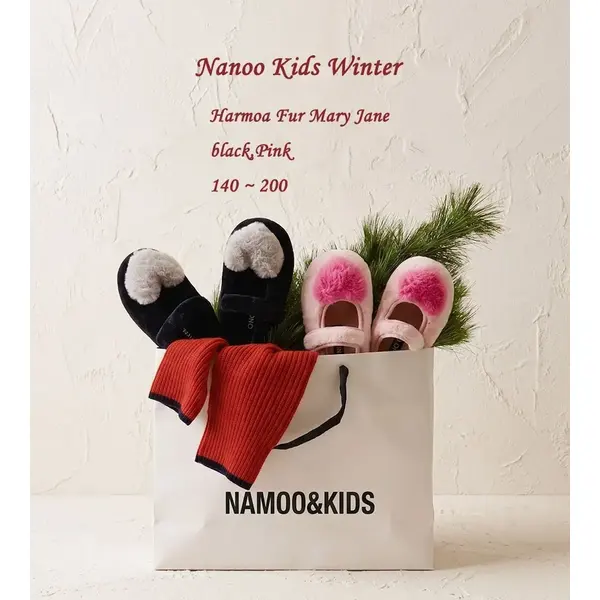 Nanoo Kids Winter
Harmoa Fur Mary Jane
black,Pink
140 ~ 200
NAMOO&KIDS